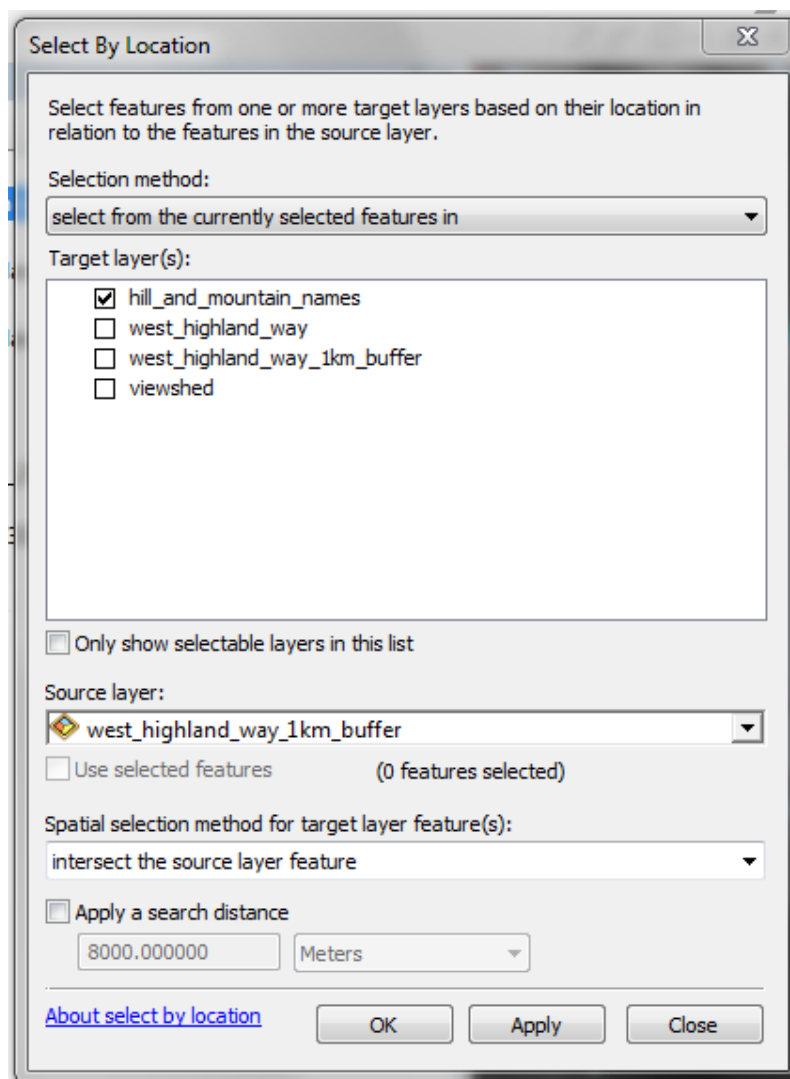 Select By Location
Select features from one or more target layers based on their location in
relation to the features in the source layer.
Selection method:
select from the currently selected features in
Target layer(s):
hill_and_mountain_names
west_highland_way
west_highland_way_1km_buffer
viewshed
Only show selectable layers in this list
Source layer:
west_highland_way_1km_buffer
Use selected features (0 features selected)
Spatial selection method for target layer feature(s):
intersect the source layer feature
Apply a search distance
8000.000000 Meters
About select by location OK Apply Close